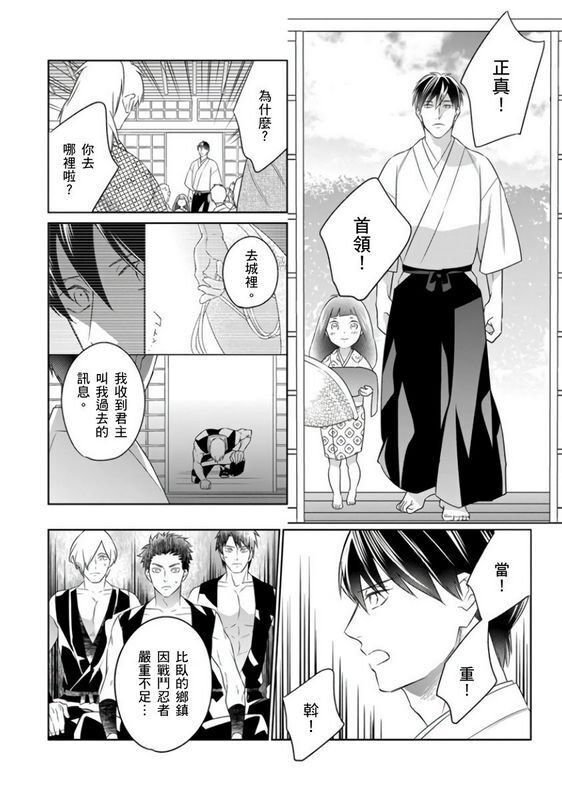 正真！
首領！
為什麼？
你去
哪裡啦？
去城裡。
我收到君主
叫我過去的
訊息。
當！
重！
斡！
比臥的鄉鎮
因戰鬥忍者
嚴重不足…